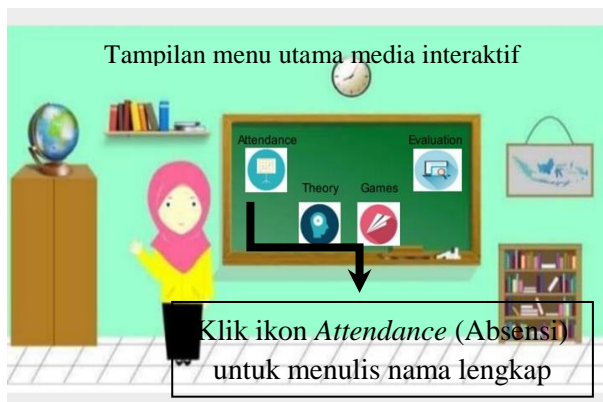 Tampilan menu utama media interaktif
Attendance
Evaluation
Theory Games
Klik ikon Attendance (Absensi)
untuk menulis nama lengkap